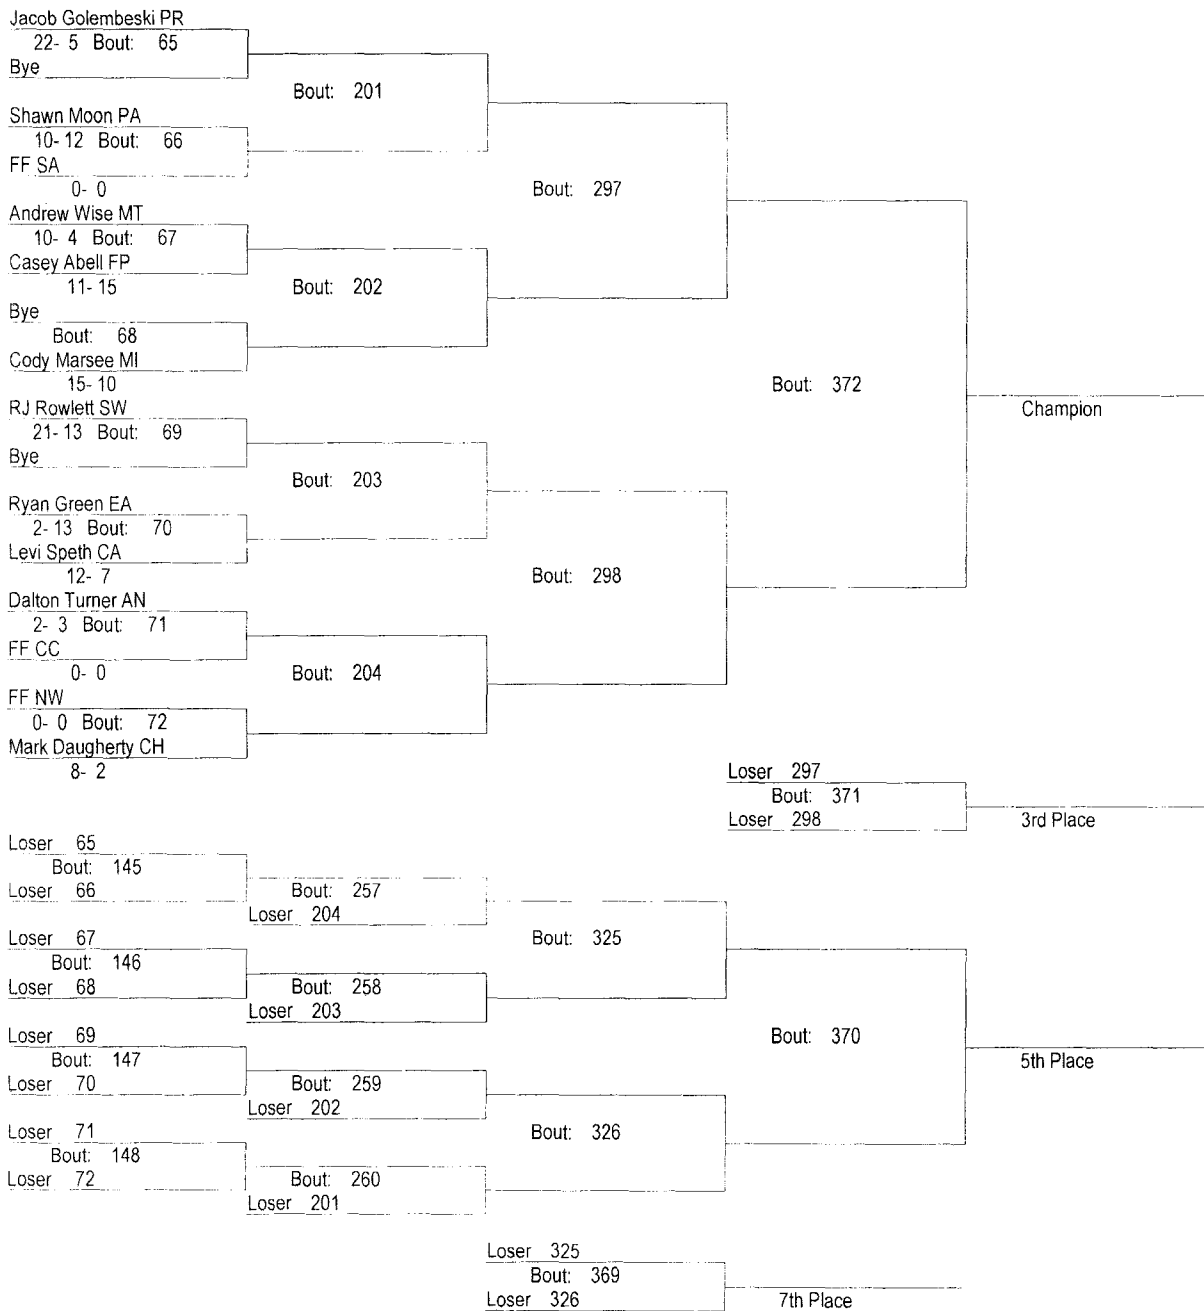 Jacob Golembeski PR
22- 5 Bout: 65
Bye
Bout: 201
Shawn Moon PA
10- 12 Bout: 66
FF SA
0- 0
Bout: 297
Andrew Wise MT
10- 4 Bout: 67
Casey Abell FP
11- 15
Bout: 202
Bye
Bout: 68
Cody Marsee MI
15- 10
Bout: 372
Champion
RJ Rowlett SW
21- 13 Bout: 69
Bye
Bout: 203
Ryan Green EA
2- 13 Bout: 70
Levi Speth CA
12- 7
Bout: 298
Dalton Turner AN
2- 3 Bout: 71
FF CC
0- 0
Bout: 204
FF NW
0- 0 Bout: 72
Mark Daugherty CH
8- 2
Loser 297
Bout: 371
Loser 298
3rd Place
Loser 65
Bout: 145
Loser 66
Bout: 257
Loser 204
Bout: 325
Loser 67
Bout: 146
Loser 68
Bout: 258
Loser 203
Bout: 370
5th Place
Loser 69
Bout: 147
Loser 70
Bout: 259
Loser 202
Bout: 326
Loser 71
Bout: 148
Loser 72
Bout: 260
Loser 201
Loser 325
Bout: 369
Loser 326
7th Place